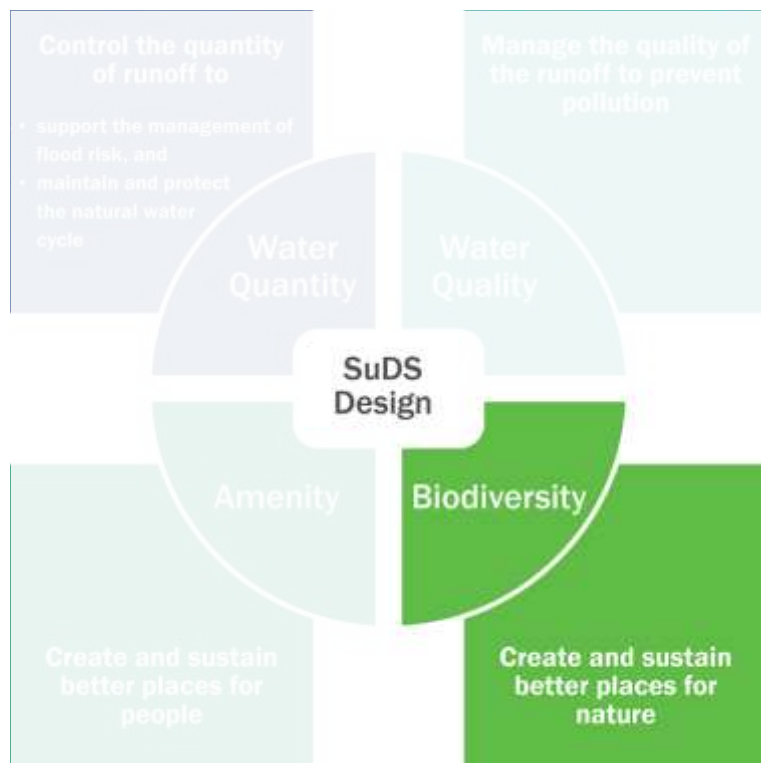 Control the quantity
of runoff to
• support the management of
flood risk, and
• maintain and protect
the natural water
cycle
Manage the quality of
the runoff to prevent
pollution
Water
Quantity
Water
Quality
SuDS
Design
Amenity
Biodiversity
Create and sustain
better places for
people
Create and sustain
better places for
nature